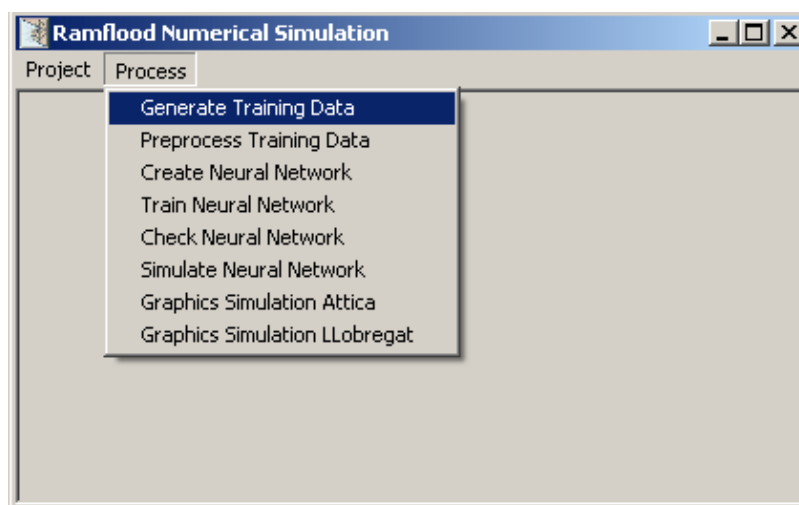 Ramflood Numerical Simulation
Project Process
Generate Training Data
Preprocess Training Data
Create Neural Network
Train Neural Network
Check Neural Network
Simulate Neural Network
Graphics Simulation Attica
Graphics Simulation LLobregat